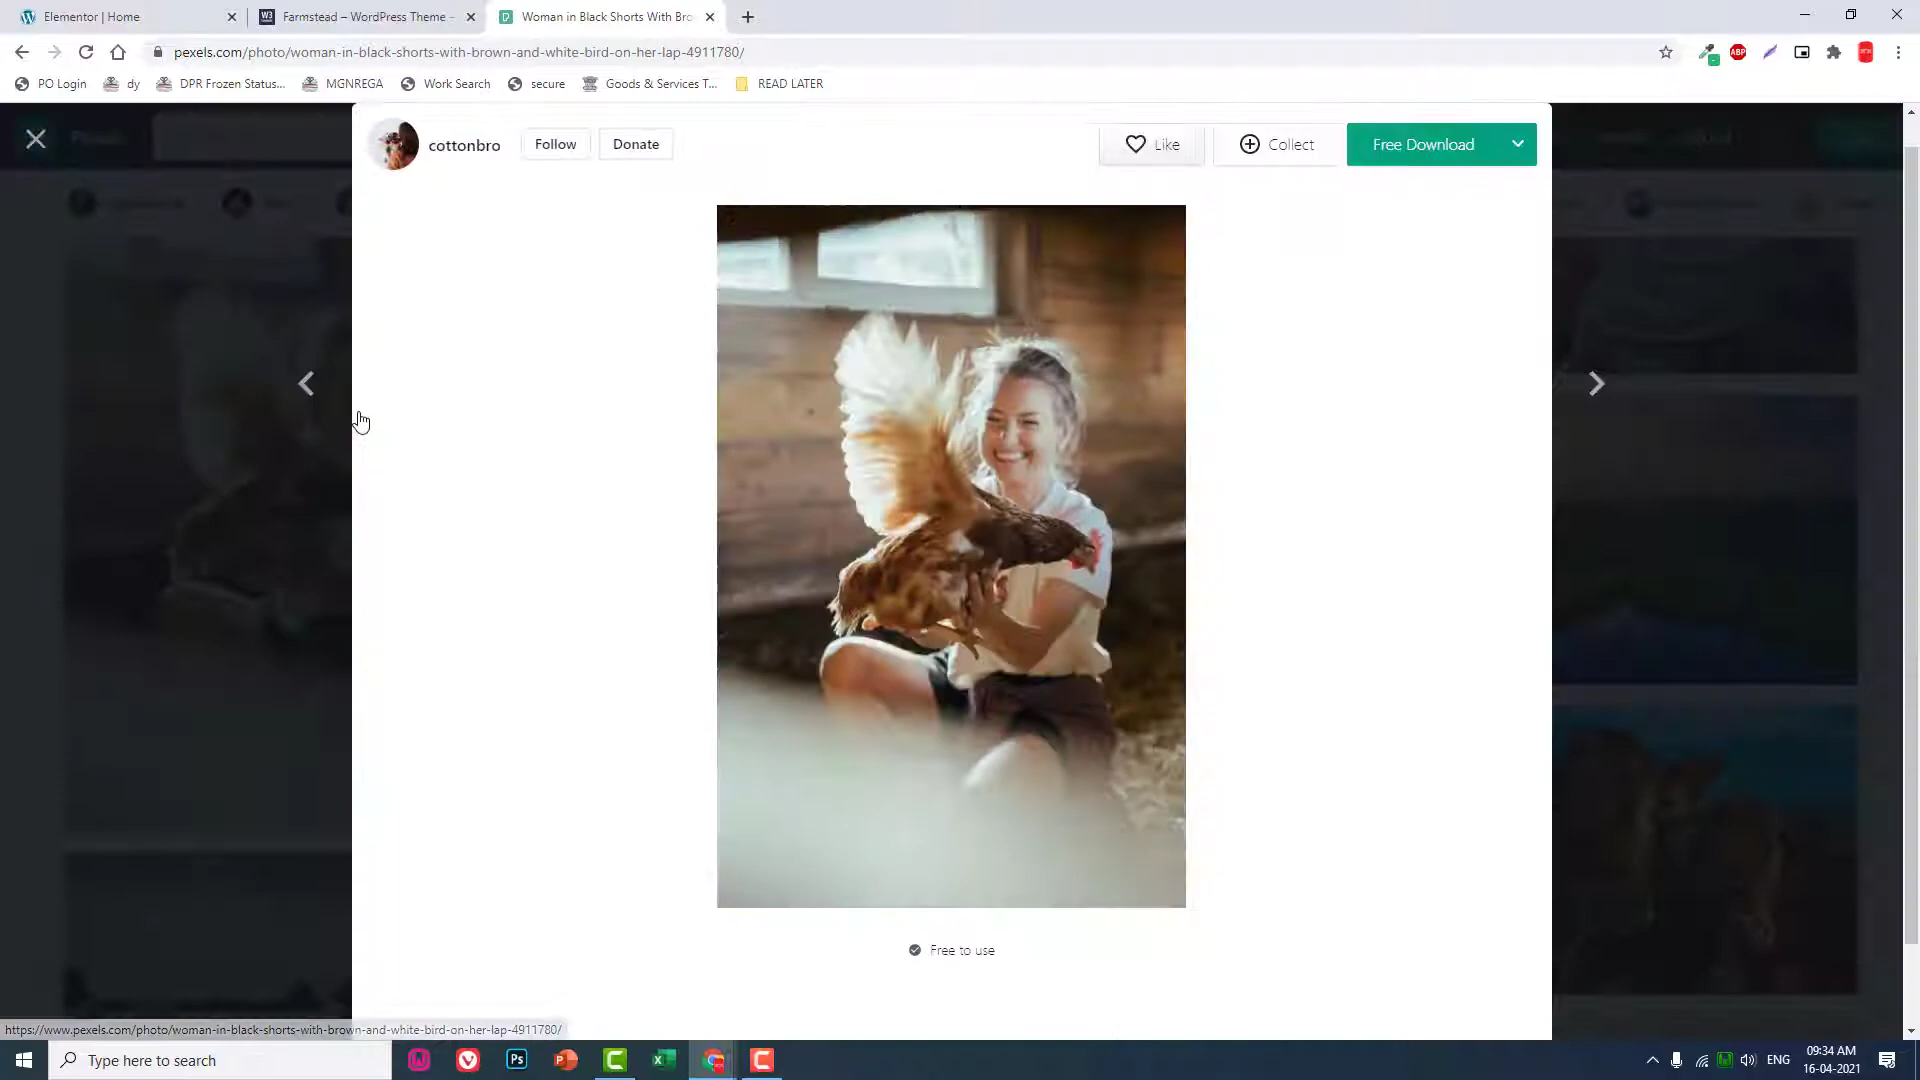 Elementor | Home
Farmstead – WordPress Theme –
Woman in Black Shorts With Bro
pexels.com/photo/woman-in-black-shorts-with-brown-and-white-bird-on-her-lap-4911780/
ABP
PO Login
dy
DPR Frozen Status...
MGNREGA
Work Search
secure
Goods & Services T...
READ LATER
cottonbro
Follow
Donate
Like
Collect
Free Download
Free to use
https://www.pexels.com/photo/woman-in-black-shorts-with-brown-and-white-bird-on-her-lap-4911780/
Type here to search
Ps
ENG
09:34 AM
16-04-2021